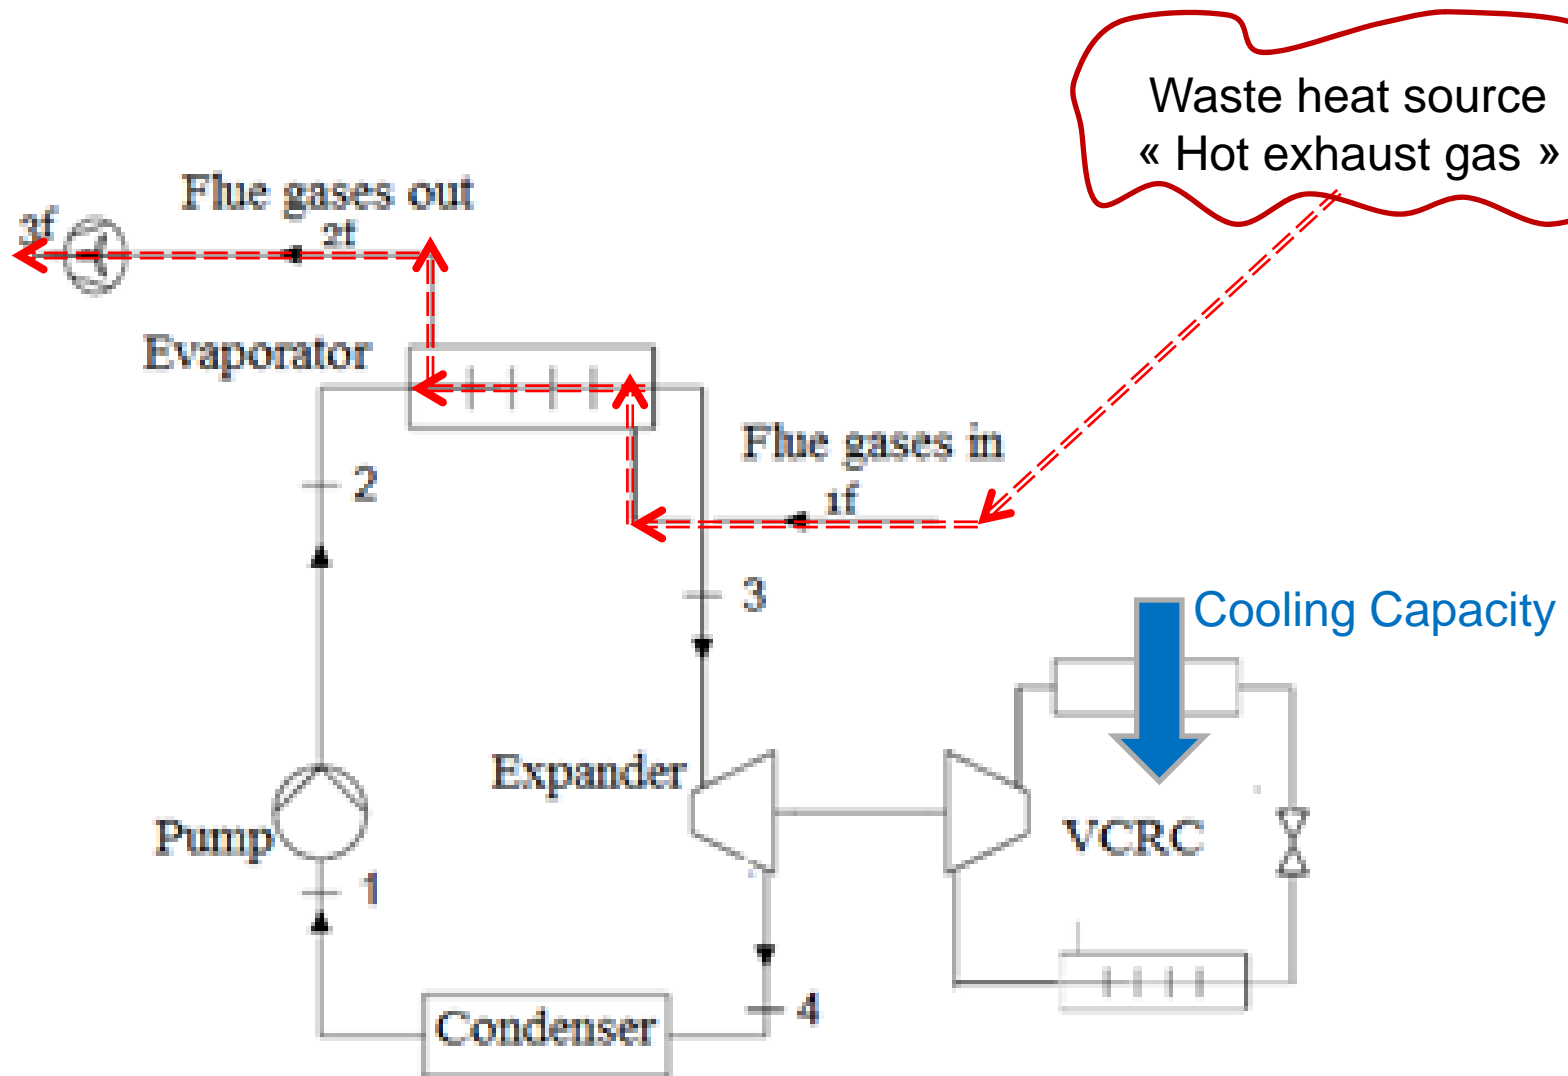 Waste heat source
« Hot exhaust gas »
Flue gases out
3f
2f
Evaporator
Flue gases in
1f
2
3
Cooling Capacity
Expander
Pump
VCRC
1
4
Condenser